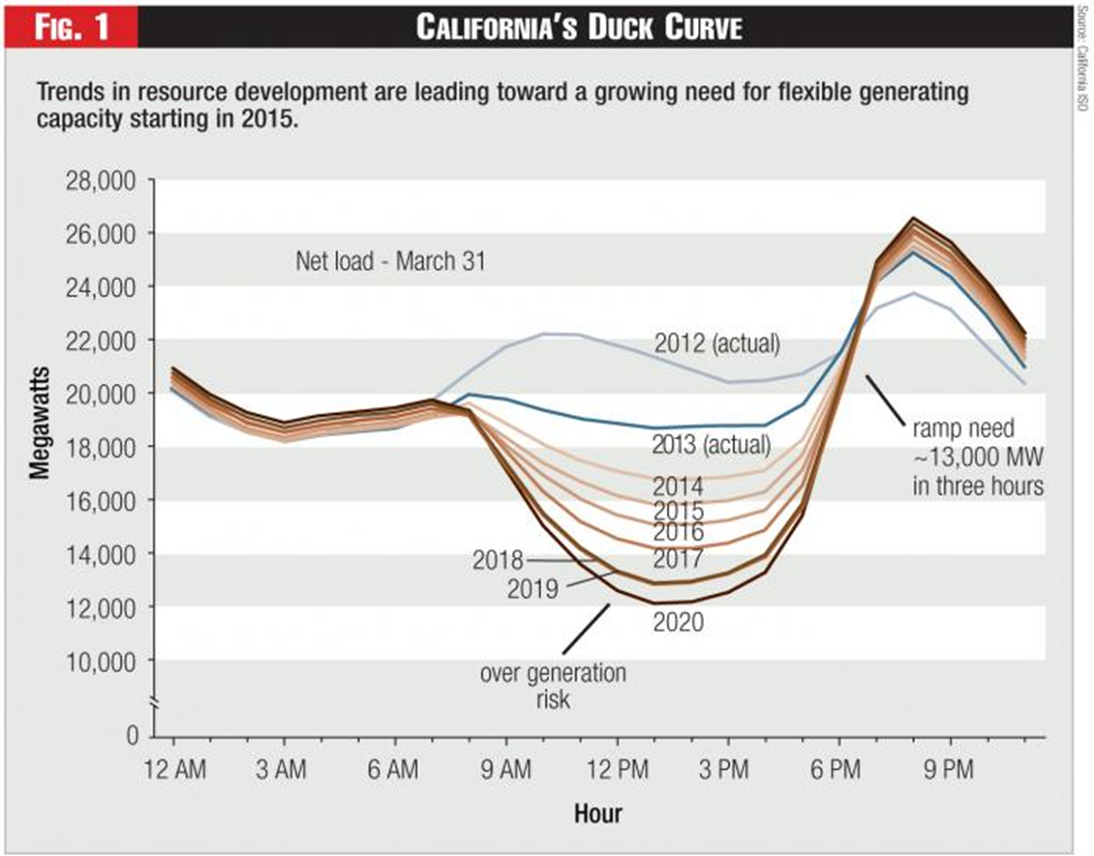 FIG. 1
CALIFORNIA'S DUCK CURVE
Source: California ISO
Trends in resource development are leading toward a growing need for flexible generating
capacity starting in 2015.
28,000
26,000
24,000
22,000
20,000
18,000
16,000
14,000
12,000
10,000
0
Megawatts
Net load - March 31
2012 (actual)
2013 (actual)
2014
2015
2016
2017
2018
2019
2020
ramp need
~13,000 MW
in three hours
over generation
risk
12 AM 3 AM 6 AM 9 AM 12 PM 3 PM 6 PM 9 PM
Hour